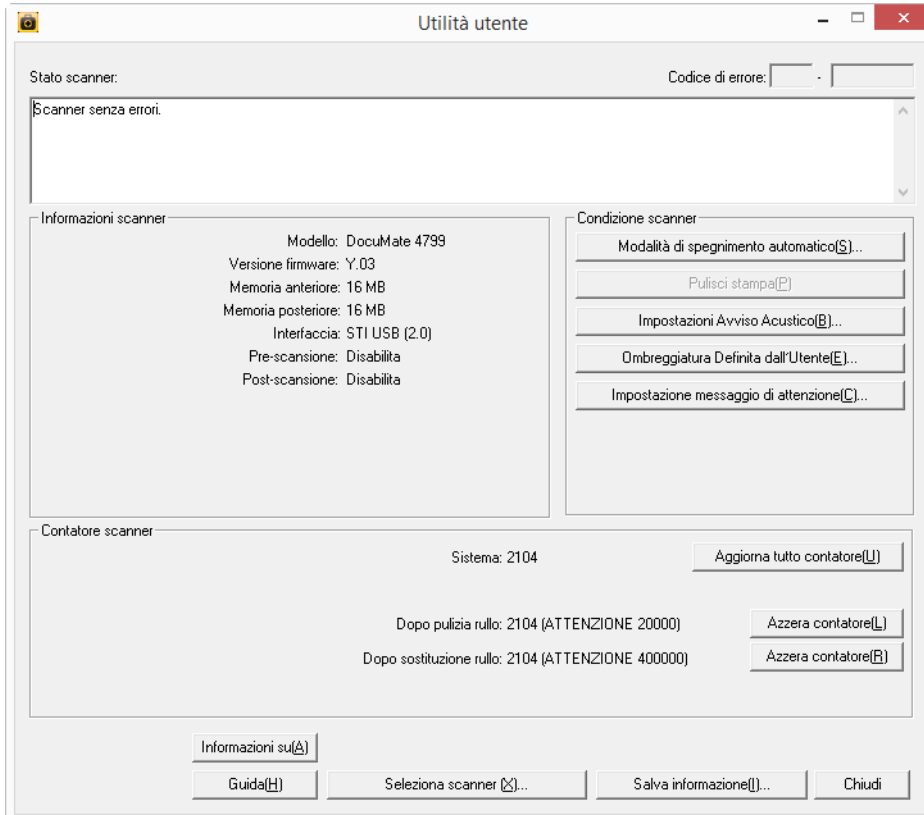 Utilità utente
Stato scanner:
Codice di errore: -
Scanner senza errori.
Informazioni scanner
Modello: DocuMate 4799
Versione firmware: Y.03
Memoria anteriore: 16 MB
Memoria posteriore: 16 MB
Interfaccia: STI USB (2.0)
Pre-scansione: Disabilita
Post-scansione: Disabilita
Condizione scanner
Modalità di spegnimento automatico(S)...
Pulisci stampa(P)
Impostazioni Avviso Acustico(B)...
Ombreggiatura Definita dall'Utente(E)...
Impostazione messaggio di attenzione(C)...
Contatore scanner
Sistema: 2104
Aggiorna tutto contatore(U)
Dopo pulizia rullo: 2104 (ATTENZIONE 20000)
Azzera contatore(L)
Dopo sostituzione rullo: 2104 (ATTENZIONE 400000)
Azzera contatore(R)
Informazioni su(A)
Guida(H)
Seleziona scanner (X)...
Salva informazione(I)...
Chiudi